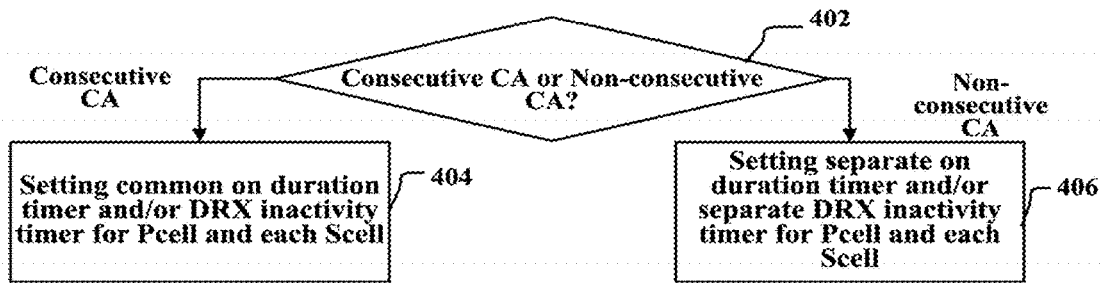 402
Consecutive CA or Non-consecutive
CA?
Consecutive
CA
Non-
consecutive
CA
Setting common on duration
timer and/or DRX inactivity
timer for Pcell and each Scell
404
Setting separate on
duration timer and/or
separate DRX inactivity
timer for Pcell and each
Scell
406